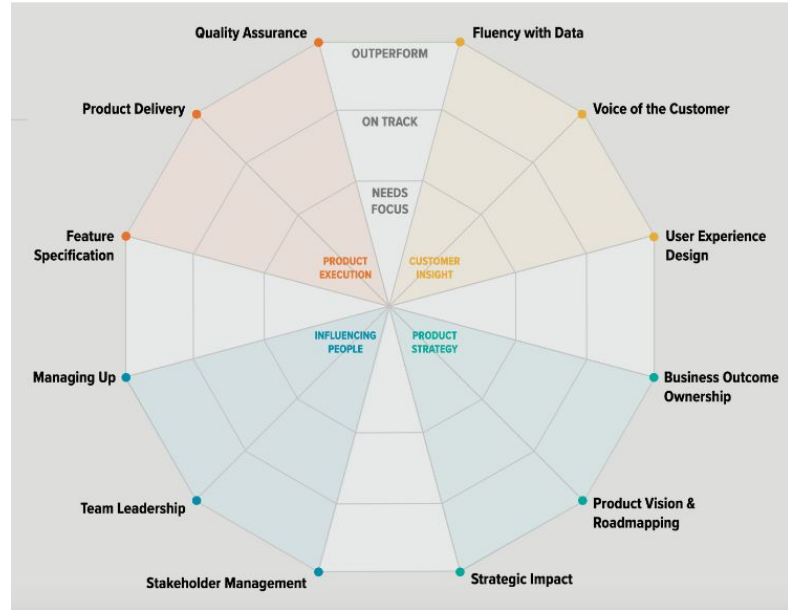 Quality Assurance
Fluency with Data
OUTPERFORM
Product Delivery
Voice of the Customer
ON TRACK
NEEDS
FOCUS
Feature
Specification
User Experience
Design
PRODUCT
EXECUTION
CUSTOMER
INSIGHT
INFLUENCING
PEOPLE
PRODUCT
STRATEGY
Managing Up
Business Outcome
Ownership
Team Leadership
Product Vision &
Roadmapping
Stakeholder Management
Strategic Impact